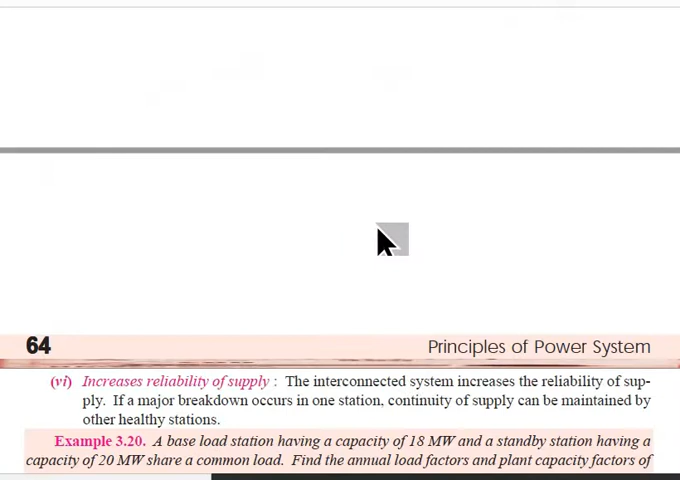 64
Principles of Power System
(vi) Increases reliability of supply : The interconnected system increases the reliability of sup-
ply. If a major breakdown occurs in one station, continuity of supply can be maintained by
other healthy stations.
Example 3.20. A base load station having a capacity of 18 MW and a standby station having a
capacity of 20 MW share a common load. Find the annual load factors and plant capacity factors of